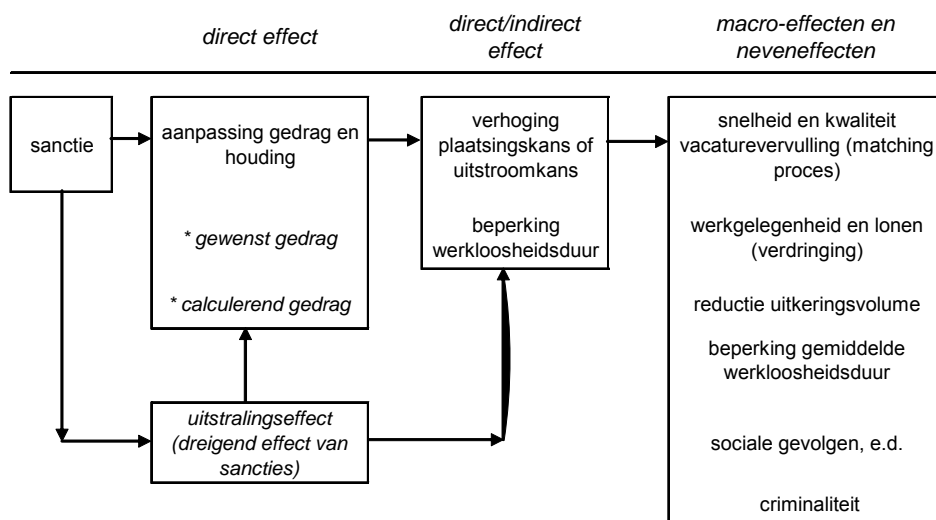 direct effect
direct/indirect
effect
macro-effecten en
neveneffecten
sanctie
aanpassing gedrag en
houding
* gewenst gedrag
* calculerend gedrag
verhoging
plaatsingskans of
uitstroomkans
beperking
werkloosheidsduur
snelheid en kwaliteit
vacaturevervulling (matching
proces)
werkgelegenheid en lonen
(verdringing)
reductie uitkeringsvolume
beperking gemiddelde
werkloosheidsduur
sociale gevolgen, e.d.
criminaliteit
uitstralingseffect
(dreigend effect van
sancties)